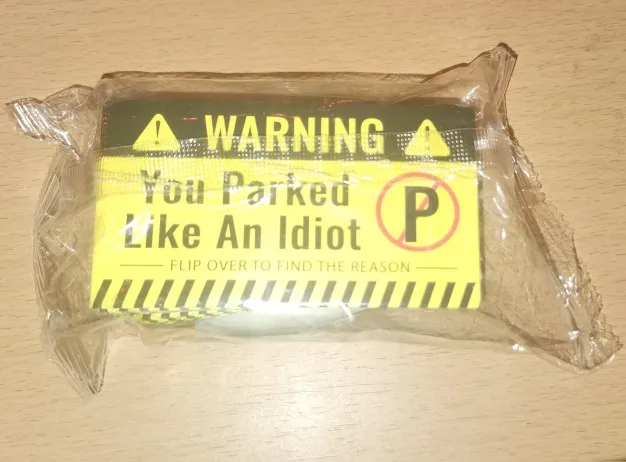 WARNING
You Parked
Like An Idiot
P
FLIP OVER TO FIND THE REASON